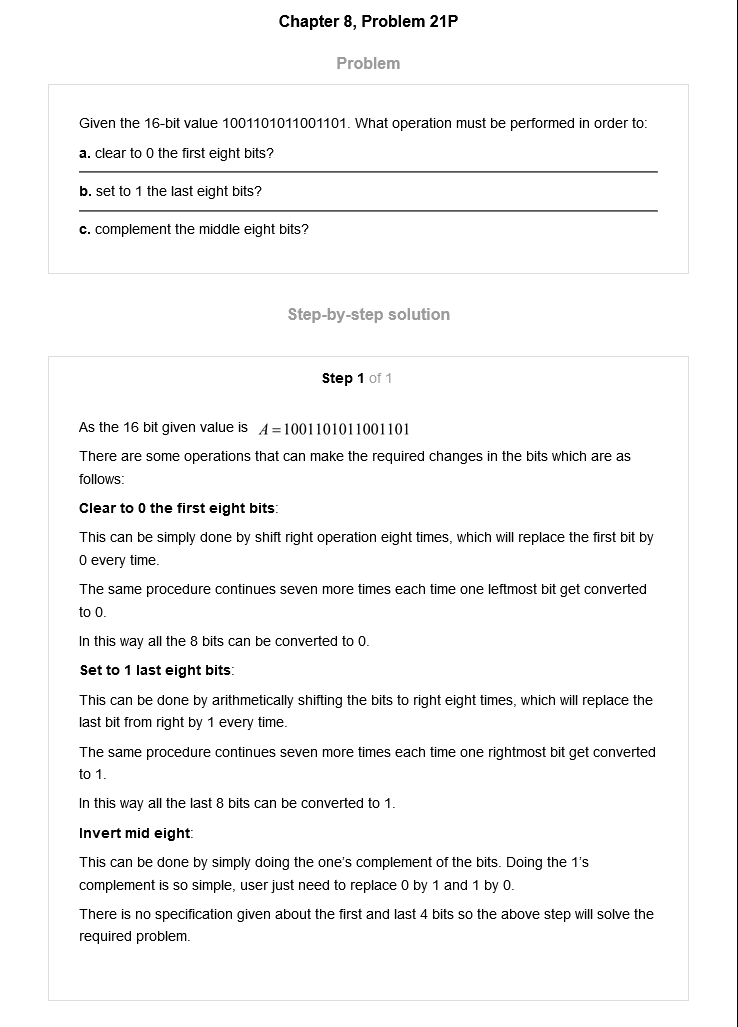 Chapter 8, Problem 21P
Problem
Given the 16-bit value 1001101011001101. What operation must be performed in order to:
a. clear to 0 the first eight bits?
b. set to 1 the last eight bits?
c. complement the middle eight bits?
Step-by-step solution
Step 1 of 1
As the 16 bit given value is A=1001101011001101
There are some operations that can make the required changes in the bits which are as
follows:
Clear to 0 the first eight bits:
This can be simply done by shift right operation eight times, which will replace the first bit by
0 every time.
The same procedure continues seven more times each time one leftmost bit get converted
to 0.
In this way all the 8 bits can be converted to 0.
Set to 1 last eight bits:
This can be done by arithmetically shifting the bits to right eight times, which will replace the
last bit from right by 1 every time.
The same procedure continues seven more times each time one rightmost bit get converted
to 1.
In this way all the last 8 bits can be converted to 1.
Invert mid eight:
This can be done by simply doing the one's complement of the bits. Doing the 1's
complement is so simple, user just need to replace 0 by 1 and 1 by 0.
There is no specification given about the first and last 4 bits so the above step will solve the
required problem.